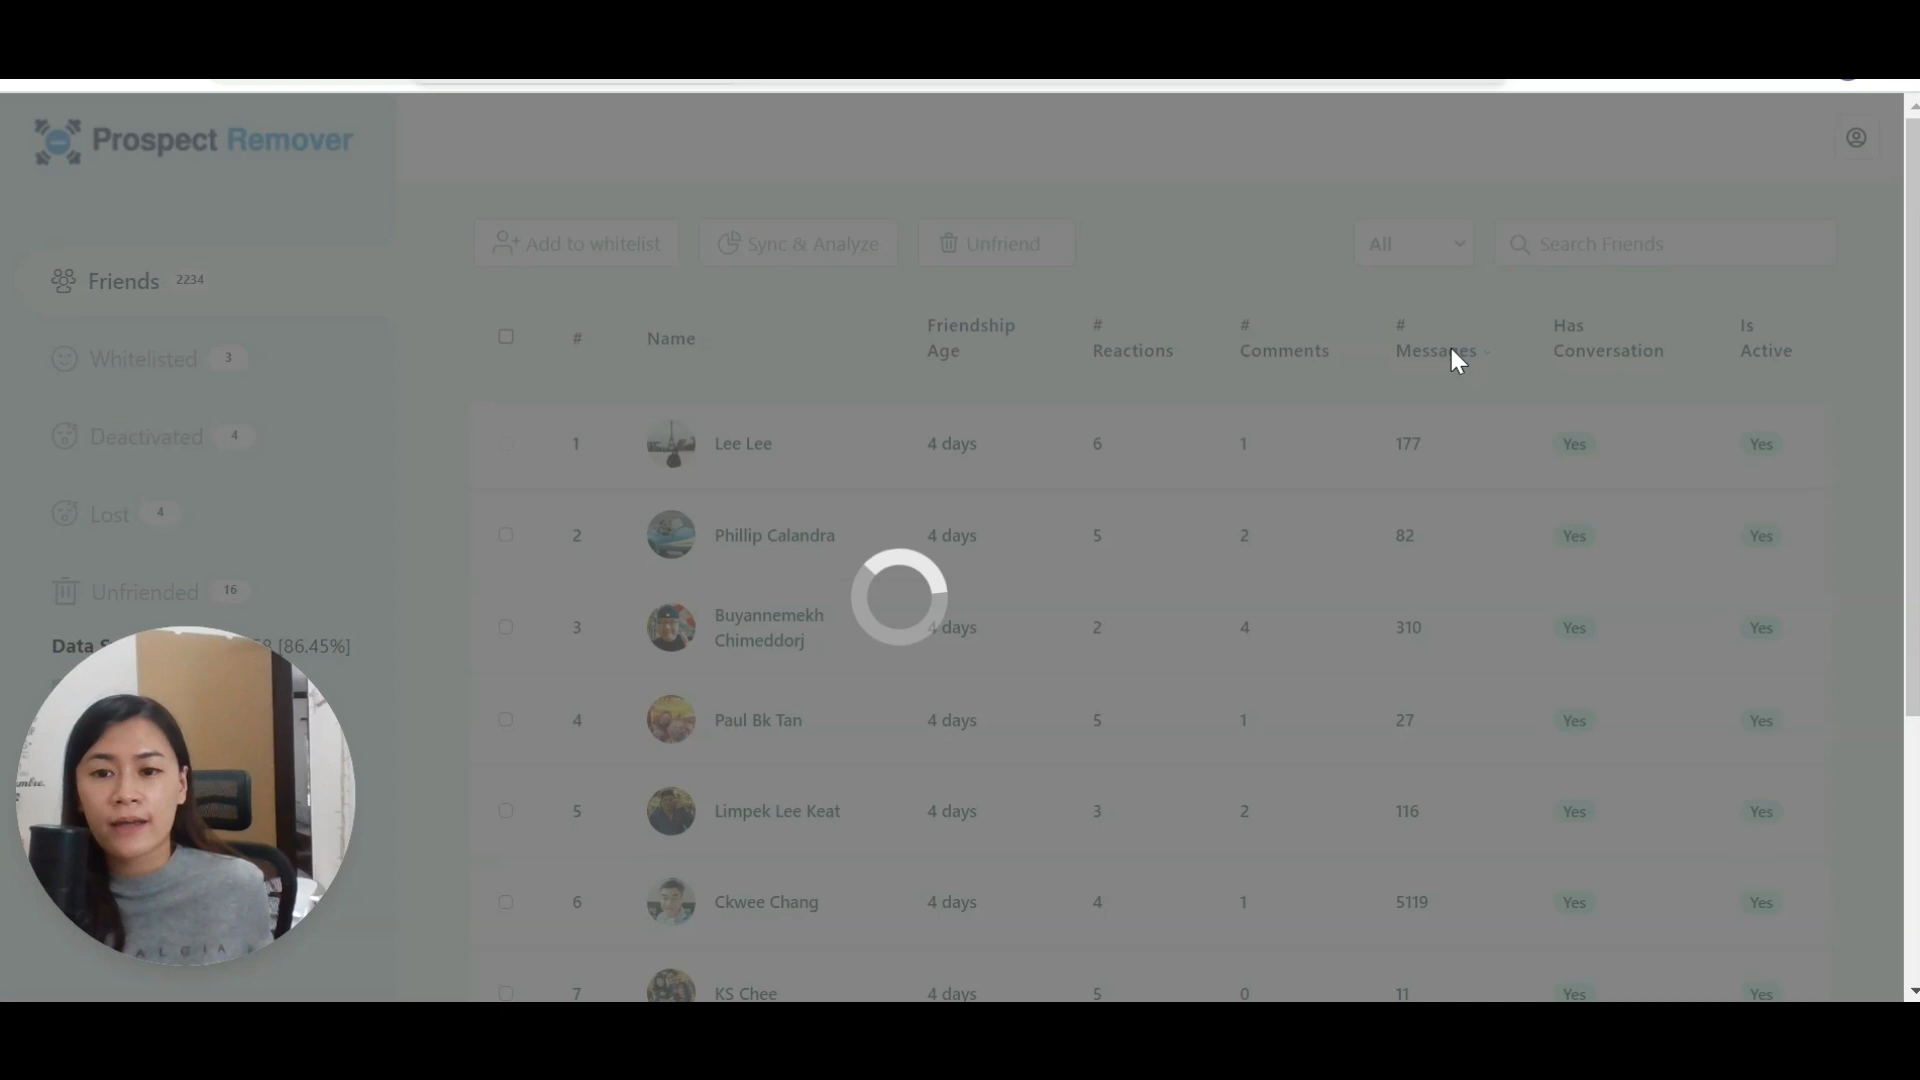 Prospect Remover
Add to whitelist
Sync & Analyze
Unfriend
All
Search Friends
Friends 2234
Whitelisted 3
Deactivated 4
Lost 4
Unfriended 16
Data
[86.45%]
# Name Friendship Age # Reactions # Comments # Messages Has Conversation Is Active
1 Lee Lee 4 days 6 1 177 Yes Yes
2 Phillip Calandra 4 days 5 2 82 Yes Yes
3 Buyannemekh Chimeddorj 4 days 2 4 310 Yes Yes
4 Paul Bk Tan 4 days 5 1 27 Yes Yes
5 Limpek Lee Keat 4 days 3 2 116 Yes Yes
6 Ckwee Chang 4 days 4 1 5119 Yes Yes
7 KS Chee 4 days 5 0 11 Yes Yes